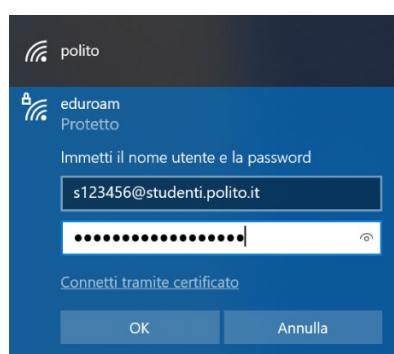 polito
eduroam
Protetto
Immetti il nome utente e la password
s123456@studenti.polito.it
●●●●●●●●●●●●●●●●●●
Connetti tramite certificato
OK
Annulla